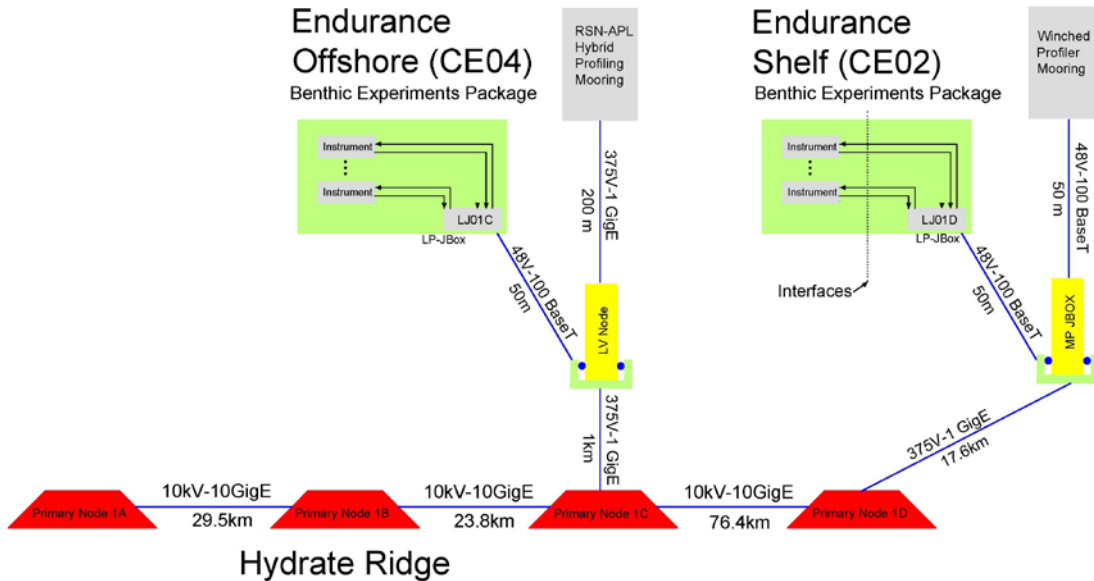 Endurance
Offshore (CE04)
Benthic Experiments Package
RSN-APL
Hybrid
Profiling
Mooring
Endurance
Shelf (CE02)
Benthic Experiments Package
Winched
Profiler
Mooring
Instrument
Instrument
LJ01C
LP-JBox
375V-1 GigE
200 m
Instrument
Instrument
LJ01D
LP-JBox
48V-100 BaseT
50 m
48V-100 BaseT
50m
Interfaces
48V-100 BaseT
50m
LV Node
MP JBOX
375V-1 GigE
1km
375V-1 GigE
17.6km
10kV-10GigE
10kV-10GigE
10kV-10GigE
Primary Node 1A
Primary Node 1B
Primary Node 1C
Primary Node 1D
29.5km
23.8km
76.4km
Hydrate Ridge